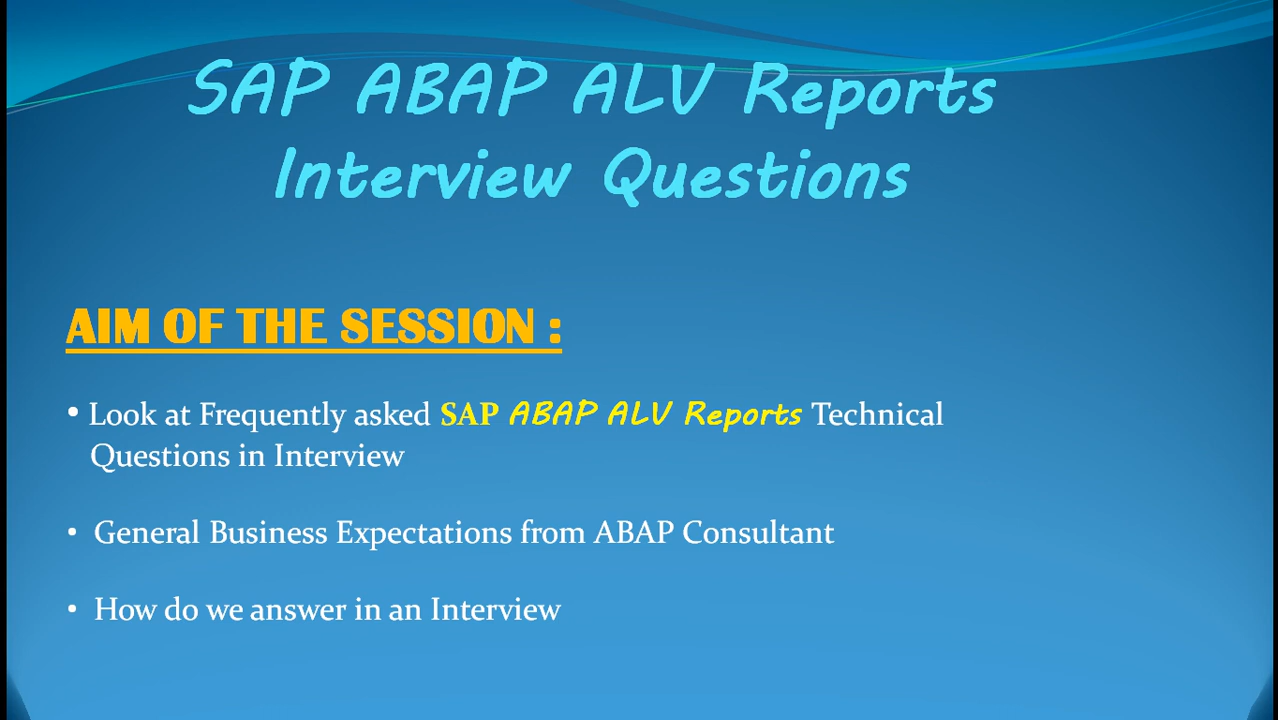 SAP ABAP ALV Reports
Interview Questions
AIM OF THE SESSION :
• Look at Frequently asked SAP ABAP ALV Reports Technical
Questions in Interview
• General Business Expectations from ABAP Consultant
• How do we answer in an Interview